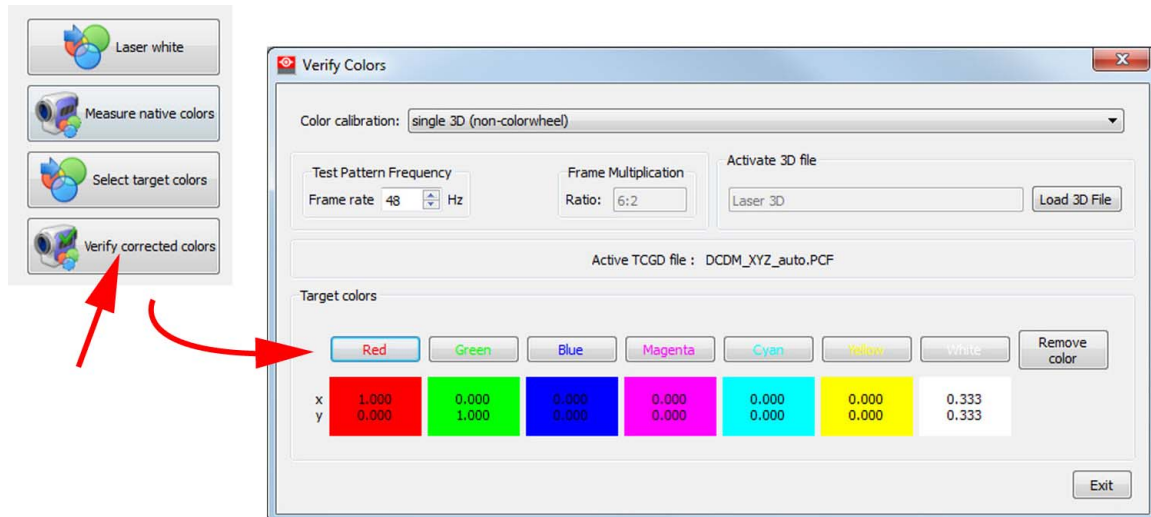 Laser white
Measure native colors
Select target colors
Verify corrected colors
Verify Colors
X
Color calibration: single 3D (non-colorwheel)
Test Pattern Frequency
Frame rate 48 Hz
Frame Multiplication
Ratio: 6:2
Activate 3D file
Laser 3D Load 3D File
Active TCGD file : DCDM_XYZ_auto.PCF
Target colors
Red Green Blue Magenta Cyan Yellow White Remove color
x 1.000 0.000 0.000 0.000 0.000 0.000 0.333
y 0.000 1.000 0.000 0.000 0.000 0.000 0.333
Exit